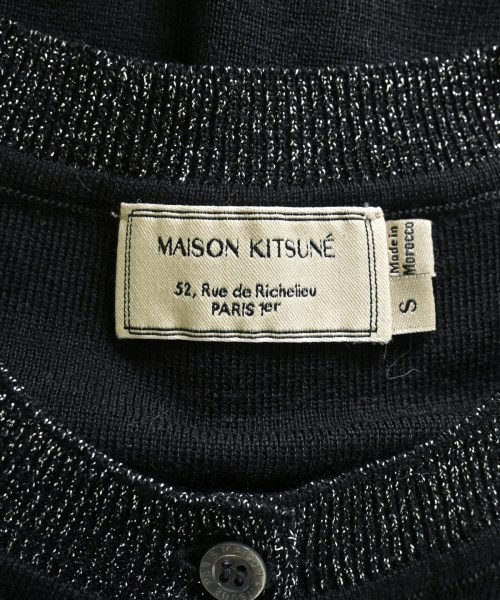 MAISON KITSUNÉ
52, Rue de Richelieu
PARIS 1er
Made in
Morocco
S